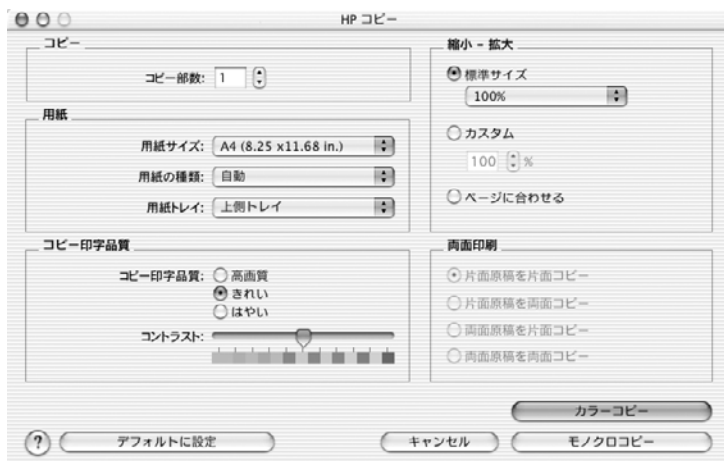 HP コピー
コピー
コピー部数: 1
用紙
用紙サイズ: A4 (8.25 x11.68 in.)
用紙の種類: 自動
用紙トレイ: 上側トレイ
コピー印字品質
コピー印字品質: 高画質
きれい
はやい
コントラスト:
縮小 - 拡大
標準サイズ
100%
カスタム
100 %
ページに合わせる
両面印刷
片面原稿を片面コピー
片面原稿を両面コピー
両面原稿を片面コピー
両面原稿を両面コピー
カラーコピー
? デフォルトに設定 キャンセル モノクロコピー